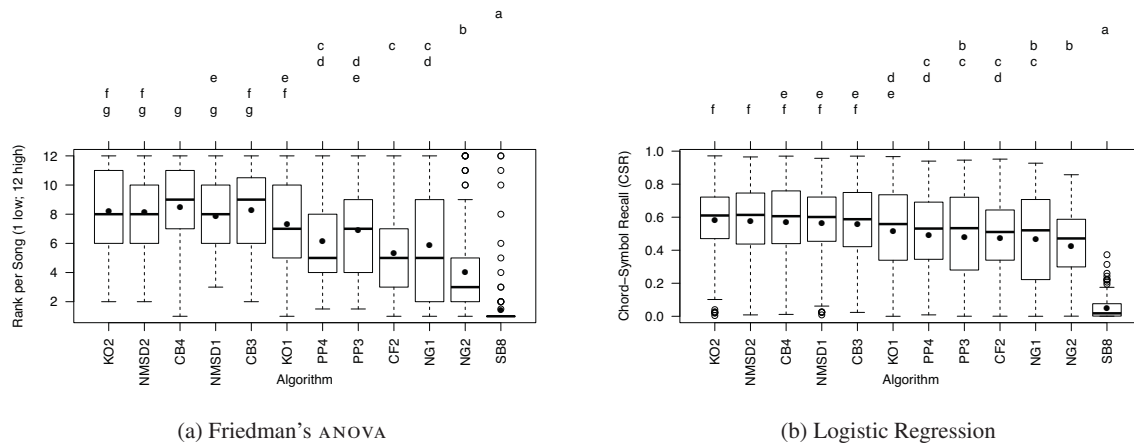 a
b
c c c
d d
e e d
f e
f f f f
g g g g
12
10
8
6
4
2
Rank per Song (1 low; 12 high)
KO2 NMSD2 CB4 NMSD1 CB3 KO1 PP4 PP3 CF2 NG1 NG2 SB8
Algorithm
(a) Friedman's ANOVA
a
b b b
c c
c c
d d
d
e
e e e
f f f
f f
1.0
0.8
0.6
0.4
0.2
0.0
Chord−Symbol Recall (CSR)
KO2 NMSD2 CB4 NMSD1 CB3 KO1 PP4 PP3 CF2 NG1 NG2 SB8
Algorithm
(b) Logistic Regression